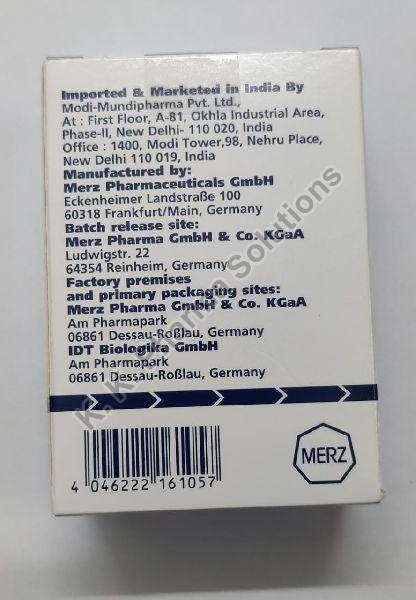 Imported & Marketed in India By
Modi-Mundipharma Pvt. Ltd.,
At : First Floor, A-81, Okhla Industrial Area,
Phase-II, New Delhi- 110 020, India
Office : 1400, Modi Tower,98, Nehru Place,
New Delhi 110 019, India
Manufactured by:
Merz Pharmaceuticals GmbH
Eckenheimer Landstraße 100
60318 Frankfurt/Main, Germany
Batch release site:
Merz Pharma GmbH & Co. KGaA
Ludwigstr. 22
64354 Reinheim, Germany
Factory premises
and primary packaging sites:
Merz Pharma GmbH & Co. KGaA
Am Pharmapark
06861 Dessau-Roßlau, Germany
IDT Biologika GmbH
Am Pharmapark
06861 Dessau-Roßlau, Germany
4 046222 161057
MERZ